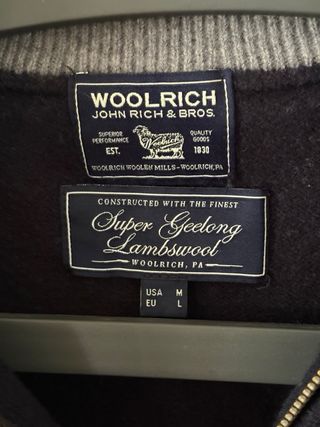 WOOLRICH
JOHN RICH & BROS.
SUPERIOR PERFORMANCE
Woolrich
QUALITY GOODS
EST.
1830
WOOLRICH WOOLEN MILLS-WOOLRICH, PA
CONSTRUCTED WITH THE FINEST
Super Geelong
Lambswool
WOOLRICH, PA
USA M
EU L